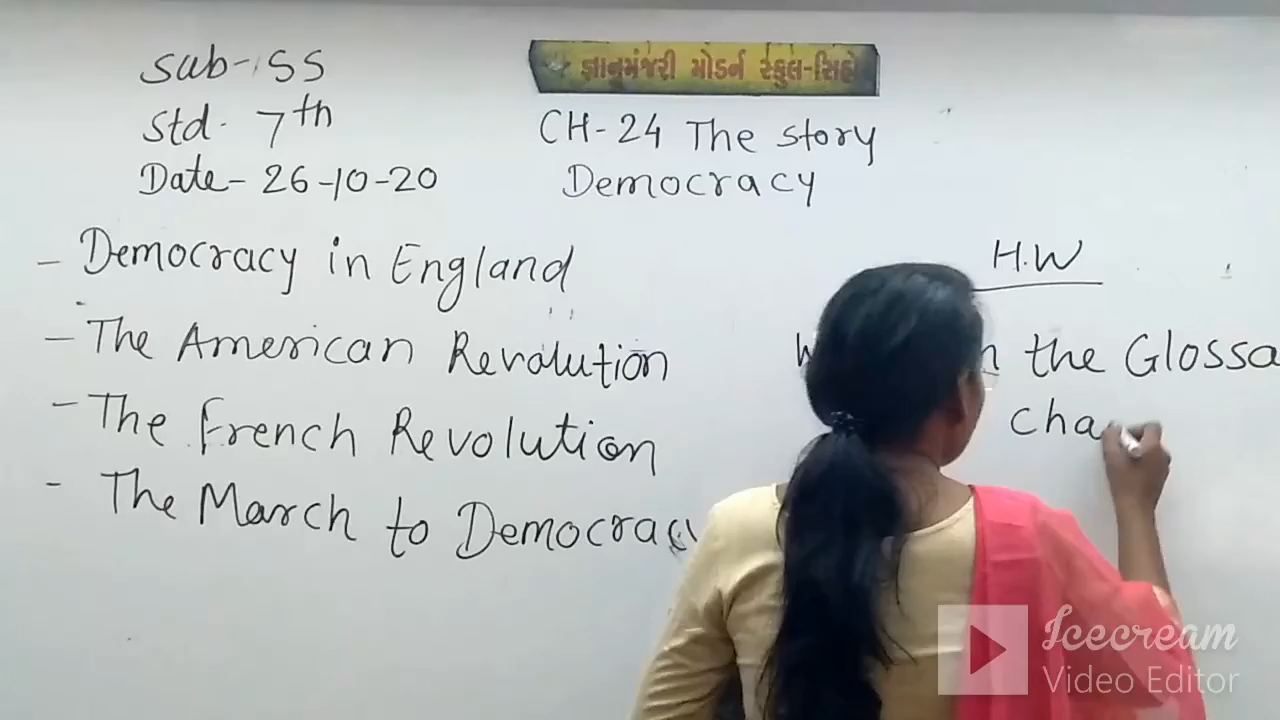 Sub- SS
Std. 7th
Date- 26-10-20
જ્ઞાનમંજરી મોડર્ન સ્કુલ-સિહોર
CH-24 The story
Democracy
- Democracy in England
- The American Revolution
- The French Revolution
- The March to Democracy
H.W
the Glossa
Cha
Icecream
Video Editor